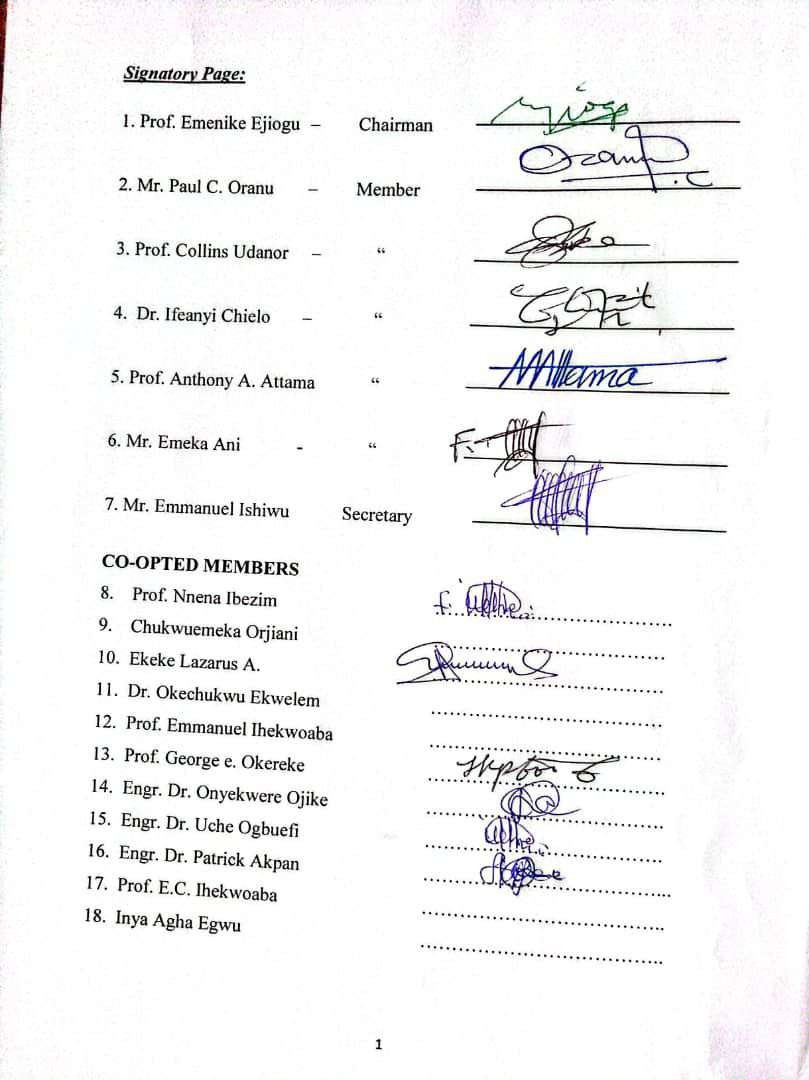 Signatory Page:
1. Prof. Emenike Ejiogu – Chairman
2. Mr. Paul C. Oranu – Member
3. Prof. Collins Udanor – “
4. Dr. Ifeanyi Chielo – “
5. Prof. Anthony A. Attama “
6. Mr. Emeka Ani - “
7. Mr. Emmanuel Ishiwu Secretary
CO-OPTED MEMBERS
8. Prof. Nnena Ibezim
9. Chukwuemeka Orjiani
10. Ekeke Lazarus A.
11. Dr. Okechukwu Ekwelem
12. Prof. Emmanuel Ihekwoaba
13. Prof. George e. Okereke
14. Engr. Dr. Onyekwere Ojike
15. Engr. Dr. Uche Ogbuefi
16. Engr. Dr. Patrick Akpan
17. Prof. E.C. Ihekwoaba
18. Inya Agha Egwu
1